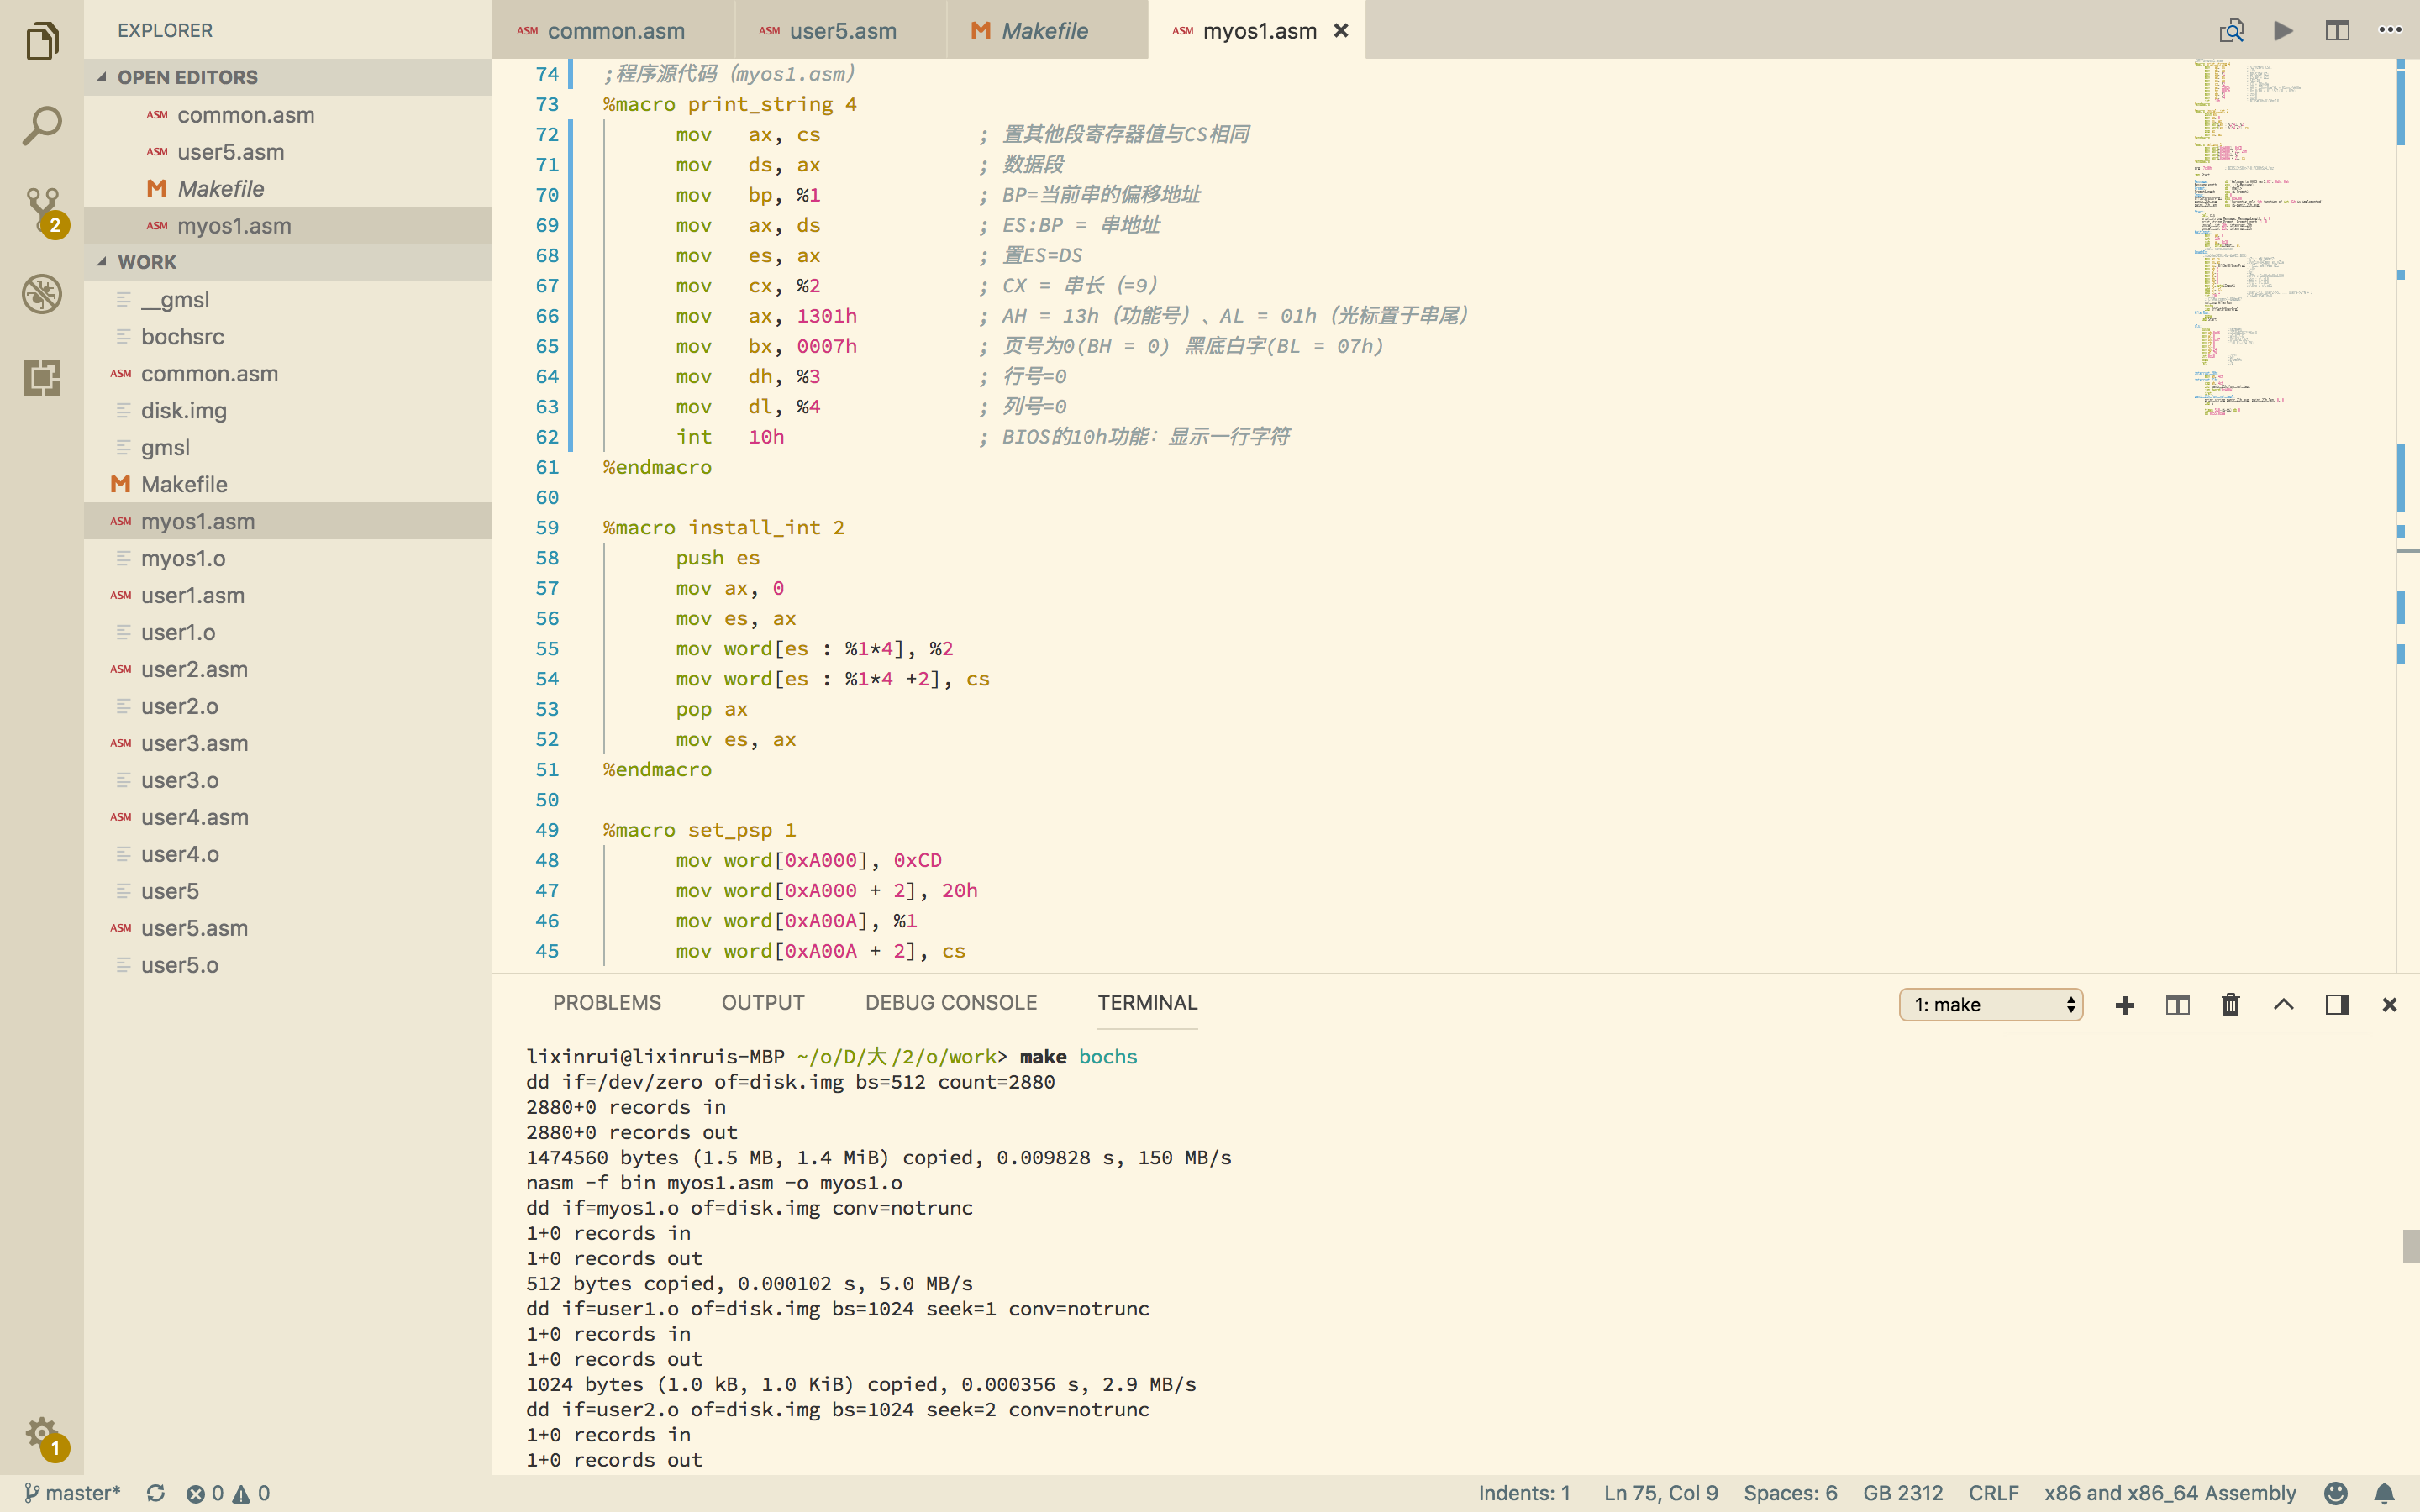 EXPLORER
OPEN EDITORS
ASM common.asm
ASM user5.asm
M Makefile
ASM myos1.asm
WORK
__gmsl
bochsrc
ASM common.asm
disk.img
gmsl
M Makefile
ASM myos1.asm
myos1.o
ASM user1.asm
user1.o
ASM user2.asm
user2.o
ASM user3.asm
user3.o
ASM user4.asm
user4.o
user5
ASM user5.asm
user5.o
2
1
ASM common.asm ASM user5.asm M Makefile ASM myos1.asm
74 ;程序源代码（myos1.asm）
73 %macro print_string 4
72 mov ax, cs ; 置其他段寄存器值与CS相同
71 mov ds, ax ; 数据段
70 mov bp, %1 ; BP=当前串的偏移地址
69 mov ax, ds ; ES:BP = 串地址
68 mov es, ax ; 置ES=DS
67 mov cx, %2 ; CX = 串长（=9）
66 mov ax, 1301h ; AH = 13h（功能号）、AL = 01h（光标置于串尾）
65 mov bx, 0007h ; 页号为0(BH = 0) 黑底白字(BL = 07h)
64 mov dh, %3 ; 行号=0
63 mov dl, %4 ; 列号=0
62 int 10h ; BIOS的10h功能：显示一行字符
61 %endmacro
60
59 %macro install_int 2
58 push es
57 mov ax, 0
56 mov es, ax
55 mov word[es : %1*4], %2
54 mov word[es : %1*4 +2], cs
53 pop ax
52 mov es, ax
51 %endmacro
50
49 %macro set_psp 1
48 mov word[0xA000], 0xCD
47 mov word[0xA000 + 2], 20h
46 mov word[0xA00A], %1
45 mov word[0xA00A + 2], cs
PROBLEMS OUTPUT DEBUG CONSOLE TERMINAL 1: make
lixinrui@lixinruis-MBP ~/o/D/大/2/o/work> make bochs
dd if=/dev/zero of=disk.img bs=512 count=2880
2880+0 records in
2880+0 records out
1474560 bytes (1.5 MB, 1.4 MiB) copied, 0.009828 s, 150 MB/s
nasm -f bin myos1.asm -o myos1.o
dd if=myos1.o of=disk.img conv=notrunc
1+0 records in
1+0 records out
512 bytes copied, 0.000102 s, 5.0 MB/s
dd if=user1.o of=disk.img bs=1024 seek=1 conv=notrunc
1+0 records in
1+0 records out
1024 bytes (1.0 kB, 1.0 KiB) copied, 0.000356 s, 2.9 MB/s
dd if=user2.o of=disk.img bs=1024 seek=2 conv=notrunc
1+0 records in
1+0 records out
master* 0 0 Indents: 1 Ln 75, Col 9 Spaces: 6 GB 2312 CRLF x86 and x86_64 Assembly